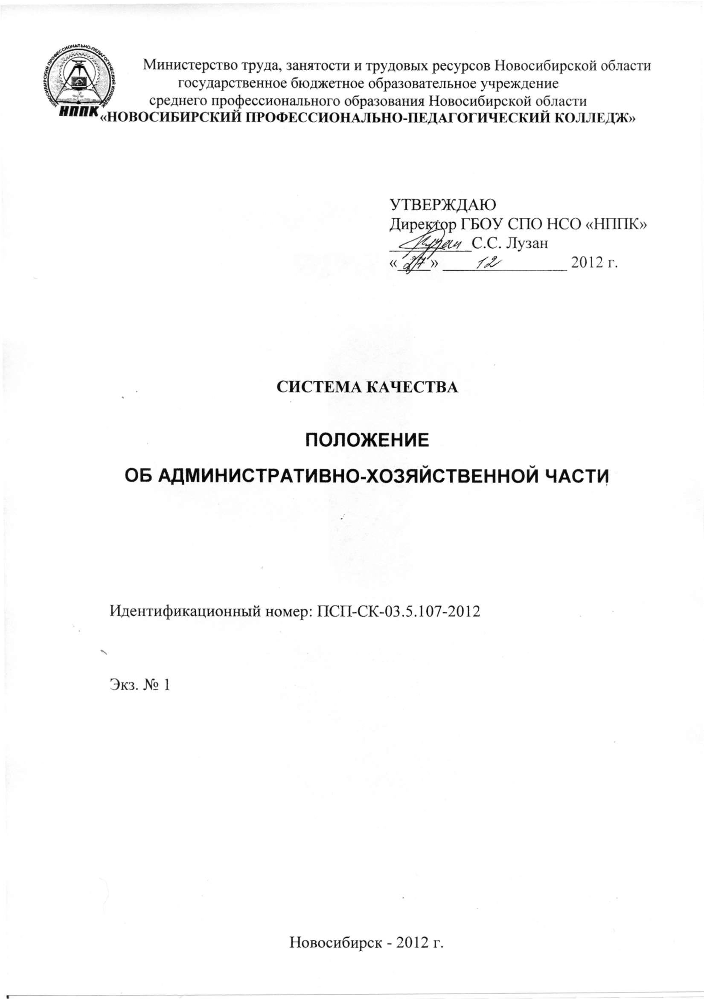 НОВОСИБИРСКИЙ ПРОФЕССИОНАЛЬНО-ПЕДАГОГИЧЕСКИЙ КОЛЛЕДЖ
НППК
Министерство труда, занятости и трудовых ресурсов Новосибирской области
государственное бюджетное образовательное учреждение
среднего профессионального образования Новосибирской области
«НОВОСИБИРСКИЙ ПРОФЕССИОНАЛЬНО-ПЕДАГОГИЧЕСКИЙ КОЛЛЕДЖ»
УТВЕРЖДАЮ
Директор ГБОУ СПО НСО «НППК»
Лузан С.С. Лузан
«27» 12 2012 г.
СИСТЕМА КАЧЕСТВА
ПОЛОЖЕНИЕ
ОБ АДМИНИСТРАТИВНО-ХОЗЯЙСТВЕННОЙ ЧАСТИ
Идентификационный номер: ПСП-СК-03.5.107-2012
Экз. № 1
Новосибирск - 2012 г.